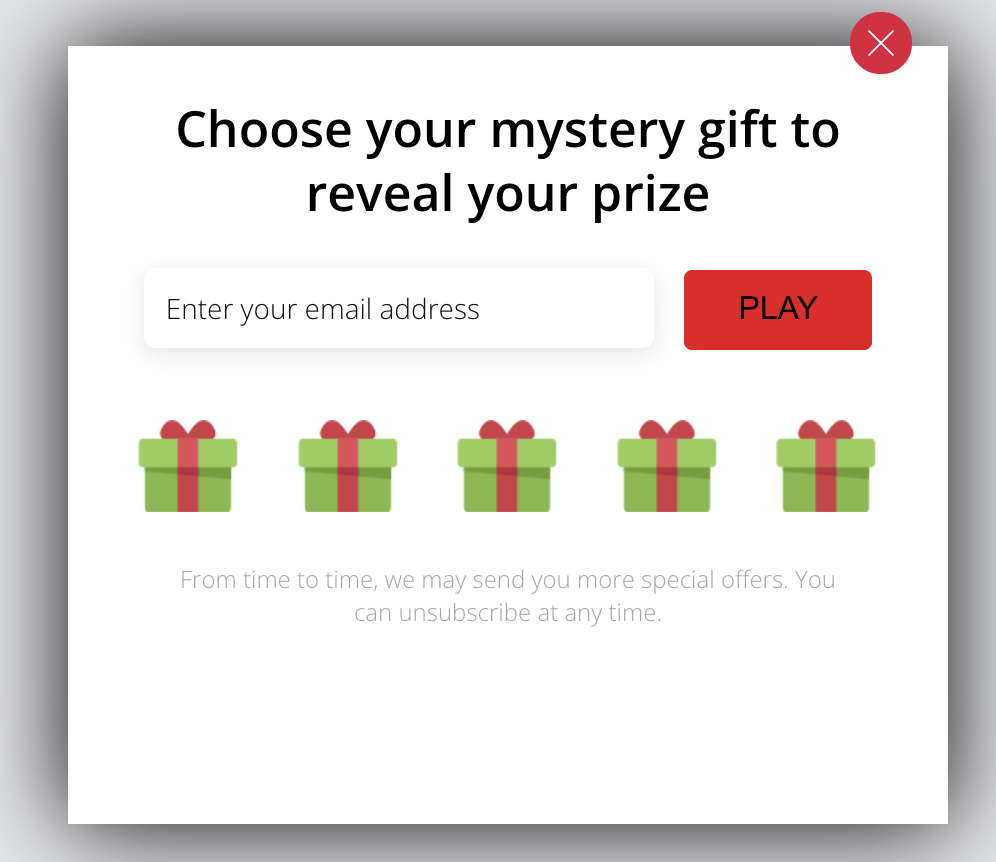 Choose your mystery gift to
reveal your prize
Enter your email address
PLAY
From time to time, we may send you more special offers. You
can unsubscribe at any time.